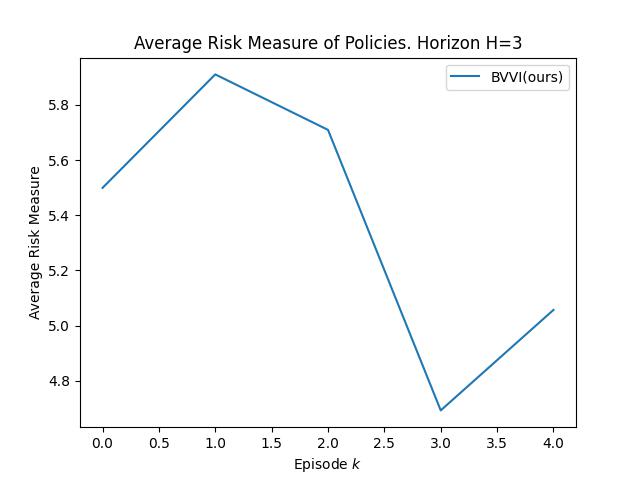 Average Risk Measure of Policies. Horizon H=3
BVVI(ours)
Average Risk Measure
5.8
5.6
5.4
5.2
5.0
4.8
0.0 0.5 1.0 1.5 2.0 2.5 3.0 3.5 4.0
Episode k